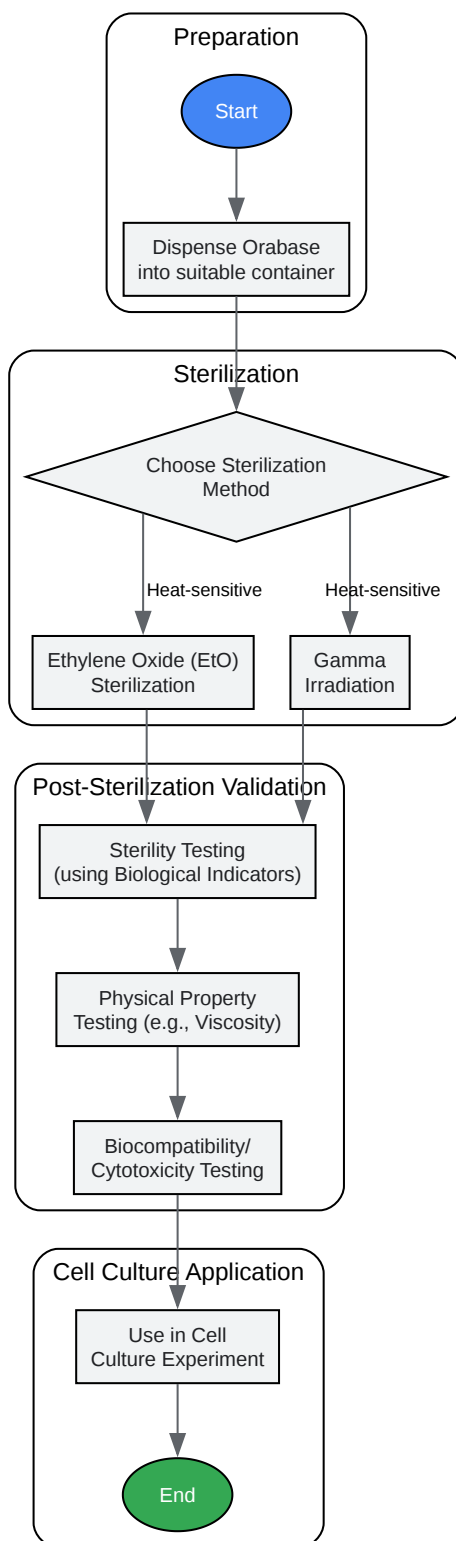 Preparation
Start
Dispense Orabase
into suitable container
Sterilization
Choose Sterilization
Method
Heat-sensitive
Heat-sensitive
Ethylene Oxide (EtO)
Sterilization
Gamma
Irradiation
Post-Sterilization Validation
Sterility Testing
(using Biological Indicators)
Physical Property
Testing (e.g., Viscosity)
Biocompatibility/
Cytotoxicity Testing
Cell Culture Application
Use in Cell
Culture Experiment
End